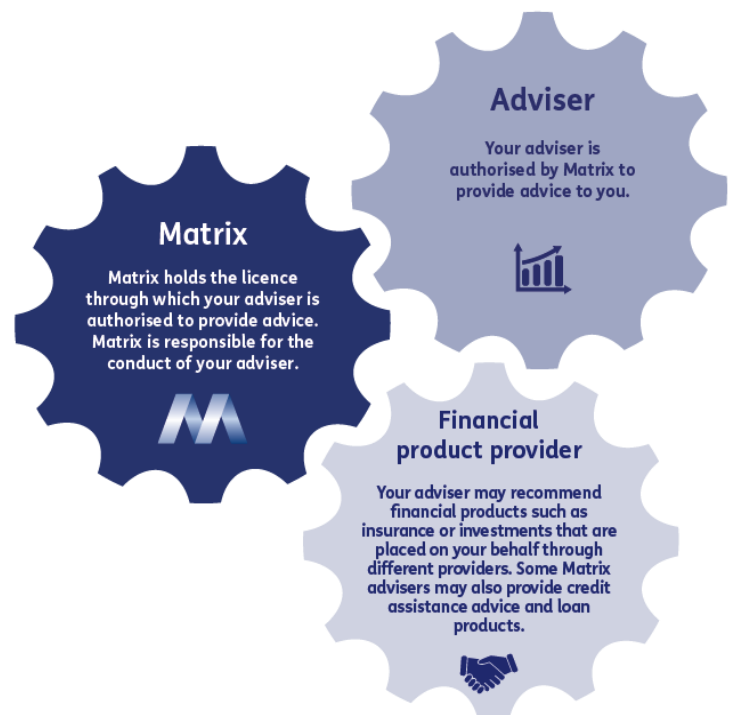 Adviser
Your adviser is
authorised by Matrix to
provide advice to you.
Matrix
Matrix holds the licence
through which your adviser is
authorised to provide advice.
Matrix is responsible for the
conduct of your adviser.
M
Financial
product provider
Your adviser may recommend
financial products such as
insurance or investments that are
placed on your behalf through
different providers. Some Matrix
advisers may also provide credit
assistance advice and loan
products.